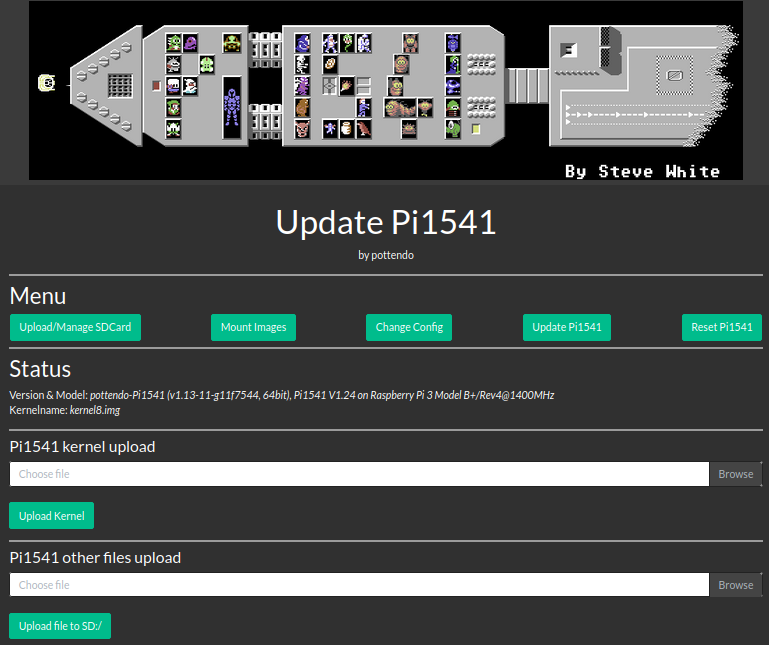 By Steve White
Update Pi1541
by pottendo
Menu
Upload/Manage SDCard Mount Images Change Config Update Pi1541 Reset Pi1541
Status
Version & Model: pottendo-Pi1541 (v1.13-11-g11f7544, 64bit), Pi1541 V1.24 on Raspberry Pi 3 Model B+/Rev4@1400MHz
Kernelname: kernel8.img
Pi1541 kernel upload
Choose file Browse
Upload Kernel
Pi1541 other files upload
Choose file Browse
Upload file to SD:/